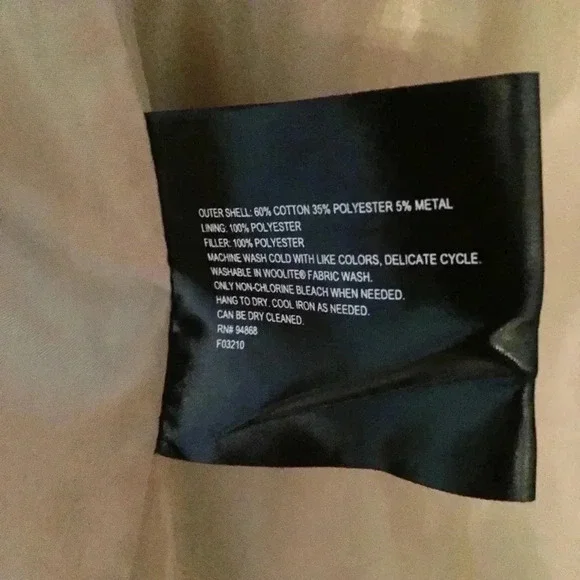 OUTER SHELL: 60% COTTON 35% POLYESTER 5% METAL
LINING: 100% POLYESTER
FILLER: 100% POLYESTER
MACHINE WASH COLD WITH LIKE COLORS, DELICATE CYCLE.
WASHABLE IN WOOLITE® FABRIC WASH.
ONLY NON-CHLORINE BLEACH WHEN NEEDED.
HANG TO DRY. COOL IRON AS NEEDED.
CAN BE DRY CLEANED.
RN# 94868
F03210